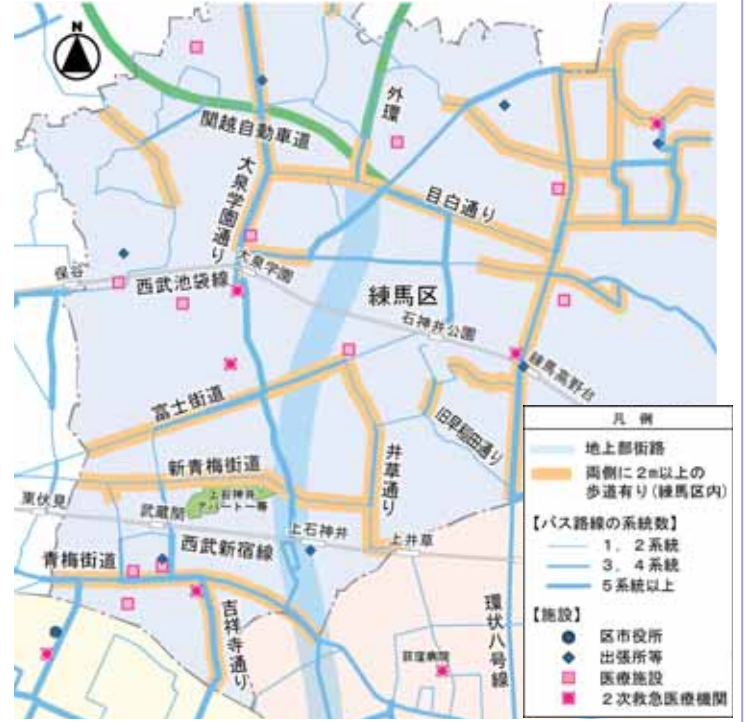 N
関越自動車道
外環
大泉学園通り
目白通り
大泉学園
保谷
西武池袋線
練馬区
石神井公園
練馬高野台
富士街道
旧早稲田通り
井草通り
新青梅街道
上石神井
アパート一帯
東伏見
武蔵関
上石神井
上井草
西武新宿線
青梅街道
吉祥寺通り
環状八号線
荻窪病院
凡 例
地上部街路
両側に2m以上の
歩道有り(練馬区内)
【バス路線の系統数】
1, 2系統
3, 4系統
5系統以上
【施設】
区市役所
出張所等
医療施設
2次救急医療機関